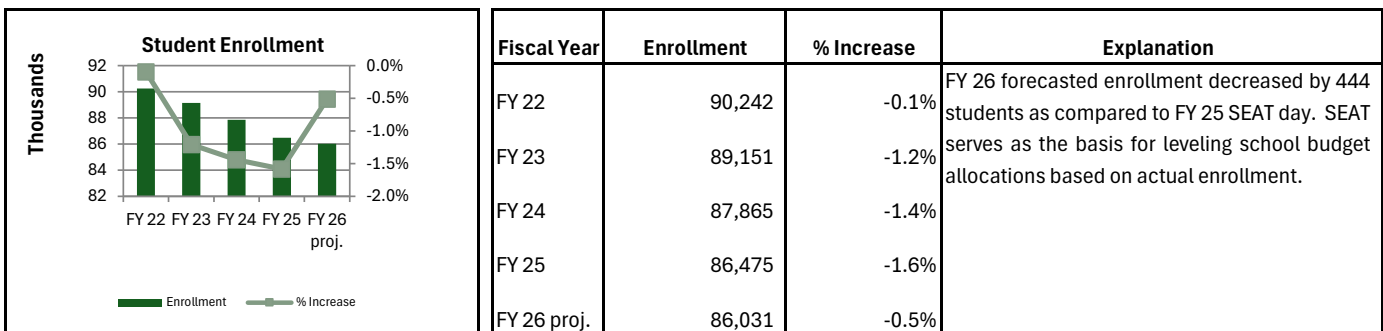 Student Enrollment
Thousands
92
90
88
86
84
82
0.0%
-0.5%
-1.0%
-1.5%
-2.0%
FY 22 FY 23 FY 24 FY 25 FY 26
proj.
Enrollment % Increase
Fiscal Year Enrollment % Increase Explanation
FY 22 90,242 -0.1%
FY 23 89,151 -1.2%
FY 24 87,865 -1.4%
FY 25 86,475 -1.6%
FY 26 proj. 86,031 -0.5%
FY 26 forecasted enrollment decreased by 444
students as compared to FY 25 SEAT day. SEAT
serves as the basis for leveling school budget
allocations based on actual enrollment.